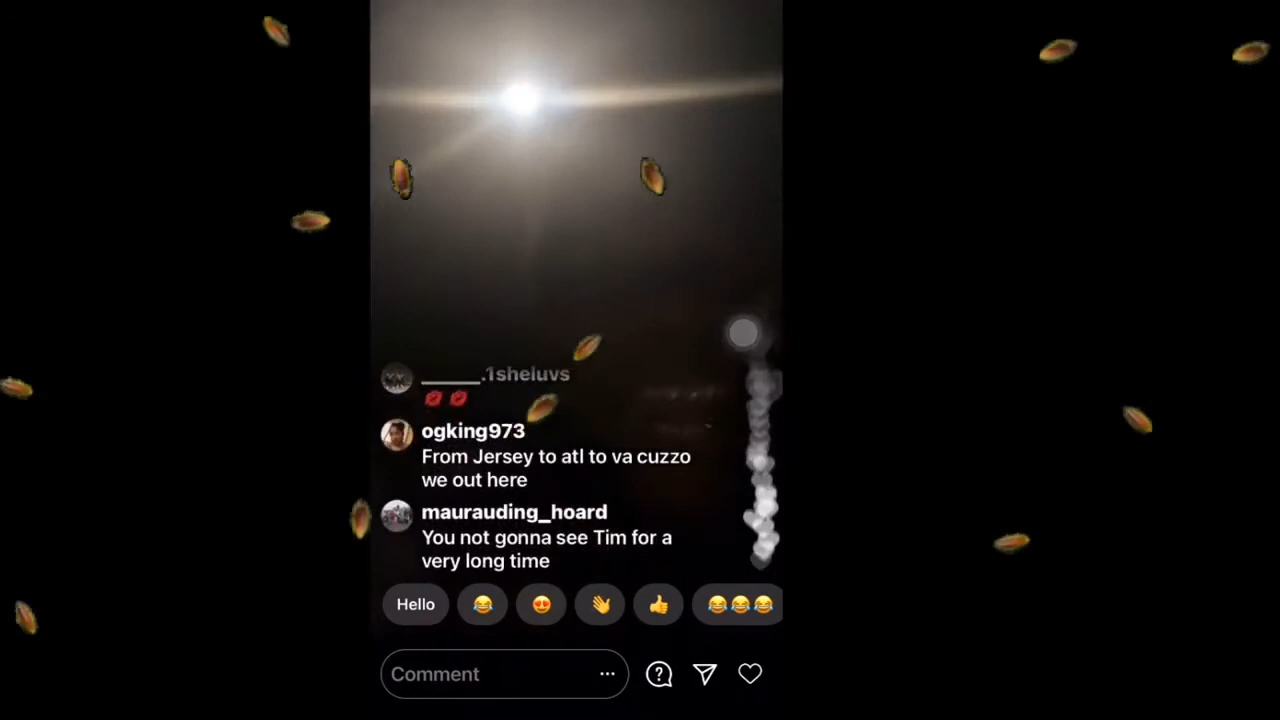 ______.1sheluvs
💋 💋
ogking973
From Jersey to atl to va cuzzo
we out here
maurauding_hoard
You not gonna see Tim for a
very long time
Hello 😂 😍 👋 👍 😂😂😂
Comment